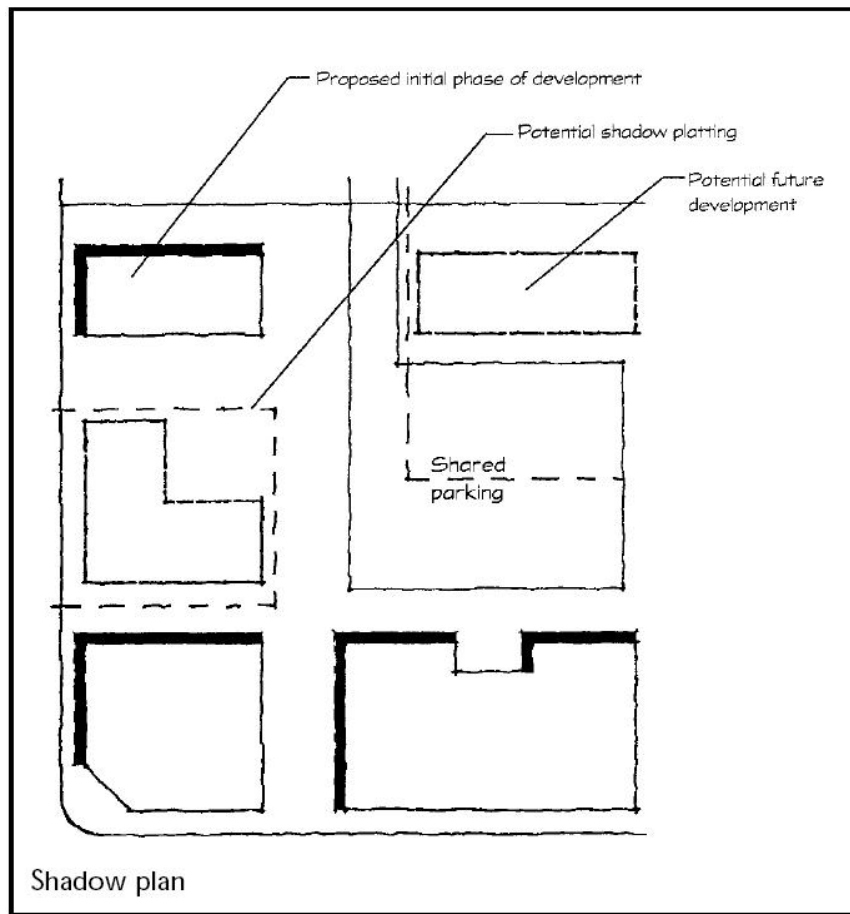 Proposed initial phase of development
Potential shadow platting
Potential future
development
Shared
parking
Shadow plan